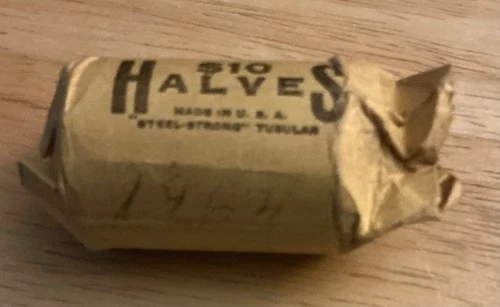 $10
HALVES
MADE IN U. S. A.
"STEEL-STRONG" TUBULAR
1964